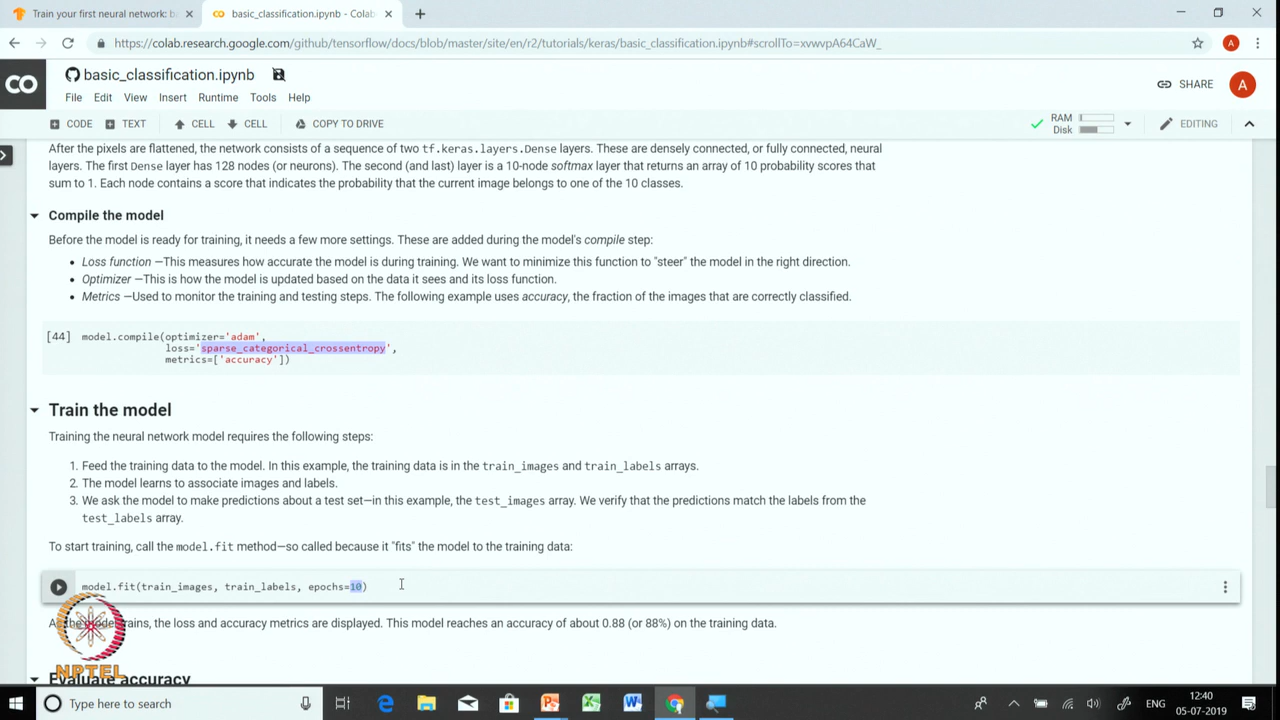 Train your first neural network: ba
basic_classification.ipynb - Colab
https://colab.research.google.com/github/tensorflow/docs/blob/master/site/en/r2/tutorials/keras/basic_classification.ipynb#scrollTo=xvwvpA64CaW_
A
CO
basic_classification.ipynb
SHARE
A
File Edit View Insert Runtime Tools Help
CODE TEXT CELL CELL COPY TO DRIVE
RAM
Disk
EDITING
After the pixels are flattened, the network consists of a sequence of two tf.keras.layers.Dense layers. These are densely connected, or fully connected, neural
layers. The first Dense layer has 128 nodes (or neurons). The second (and last) layer is a 10-node softmax layer that returns an array of 10 probability scores that
sum to 1. Each node contains a score that indicates the probability that the current image belongs to one of the 10 classes.
Compile the model
Before the model is ready for training, it needs a few more settings. These are added during the model's compile step:
• Loss function —This measures how accurate the model is during training. We want to minimize this function to "steer" the model in the right direction.
• Optimizer —This is how the model is updated based on the data it sees and its loss function.
• Metrics —Used to monitor the training and testing steps. The following example uses accuracy, the fraction of the images that are correctly classified.
[44] model.compile(optimizer='adam',
loss='sparse_categorical_crossentropy',
metrics=['accuracy'])
Train the model
Training the neural network model requires the following steps:
1. Feed the training data to the model. In this example, the training data is in the train_images and train_labels arrays.
2. The model learns to associate images and labels.
3. We ask the model to make predictions about a test set—in this example, the test_images array. We verify that the predictions match the labels from the
test_labels array.
To start training, call the model.fit method—so called because it "fits" the model to the training data:
model.fit(train_images, train_labels, epochs=10)
As the model trains, the loss and accuracy metrics are displayed. This model reaches an accuracy of about 0.88 (or 88%) on the training data.
NPTEL
Evaluate accuracy
Type here to search
ENG
12:40
05-07-2019